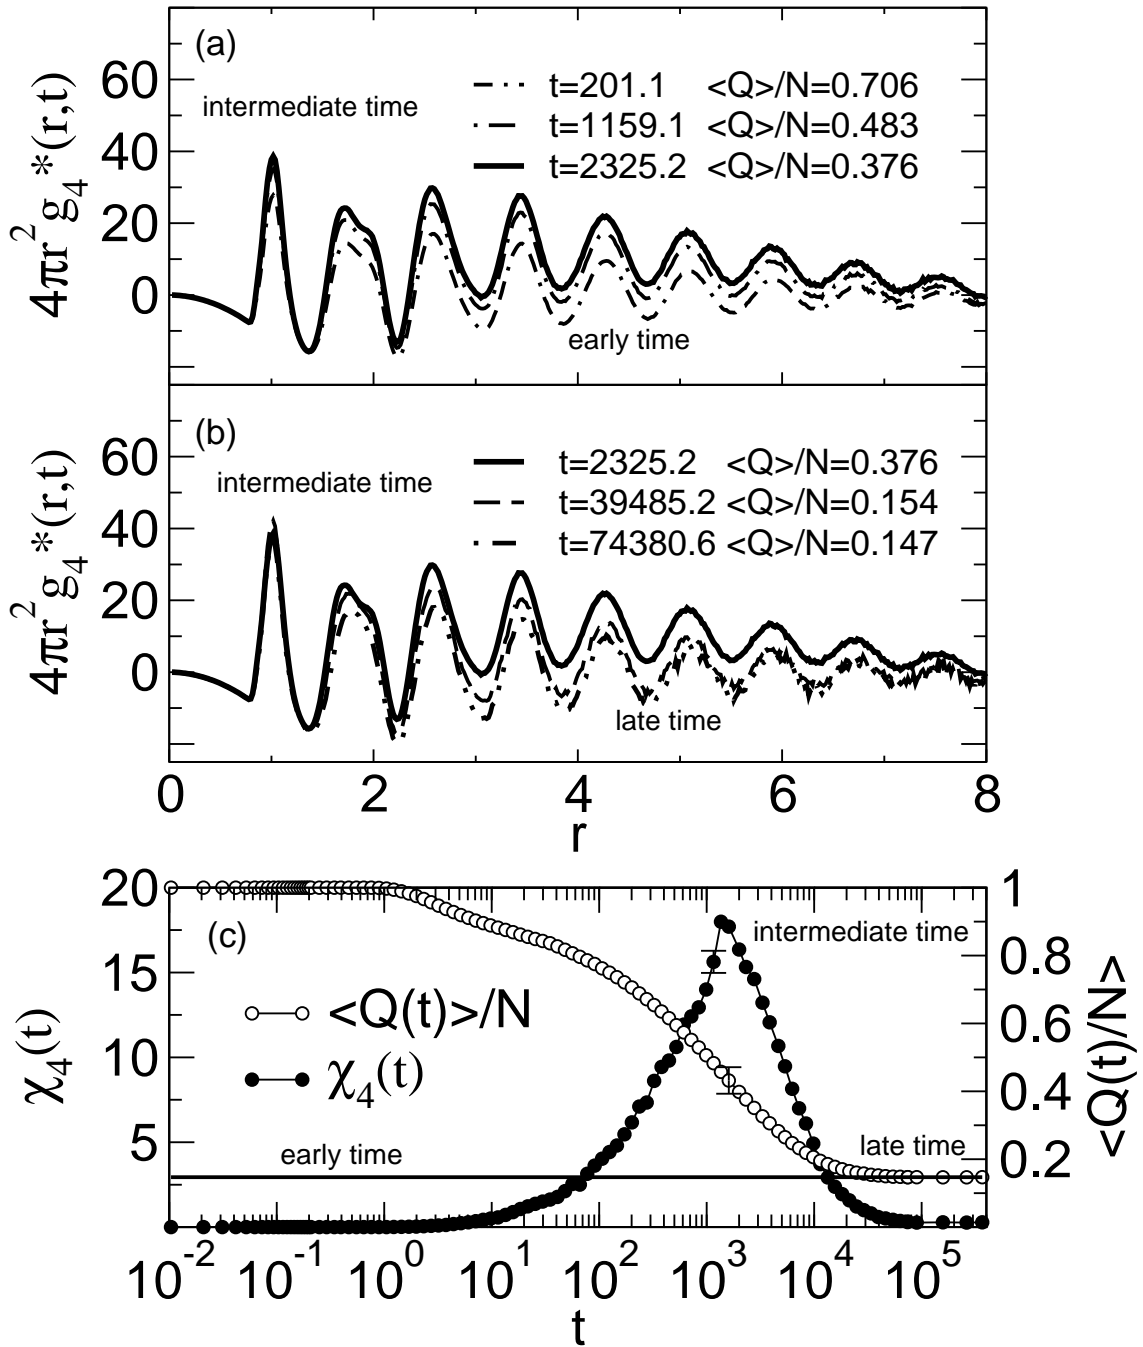 (a)
60
40
20
0
4πr² g₄*(r,t)
intermediate time
t=201.1 <Q>/N=0.706
t=1159.1 <Q>/N=0.483
t=2325.2 <Q>/N=0.376
early time
(b)
60
40
20
0
4πr² g₄*(r,t)
intermediate time
t=2325.2 <Q>/N=0.376
t=39485.2 <Q>/N=0.154
t=74380.6 <Q>/N=0.147
late time
0 2 4 6 8
r
20
15
10
5
χ₄(t)
(c)
intermediate time
<Q(t)>/N
χ₄(t)
early time
late time
1
0.8
0.6
0.4
0.2
<Q(t)/N>
10⁻² 10⁻¹ 10⁰ 10¹ 10² 10³ 10⁴ 10⁵
t